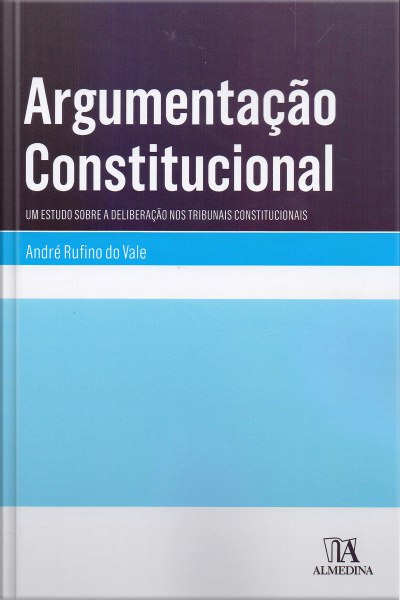 Argumentação
Constitucional
UM ESTUDO SOBRE A DELIBERAÇÃO NOS TRIBUNAIS CONSTITUCIONAIS
André Rufino do Vale
ALMEDINA